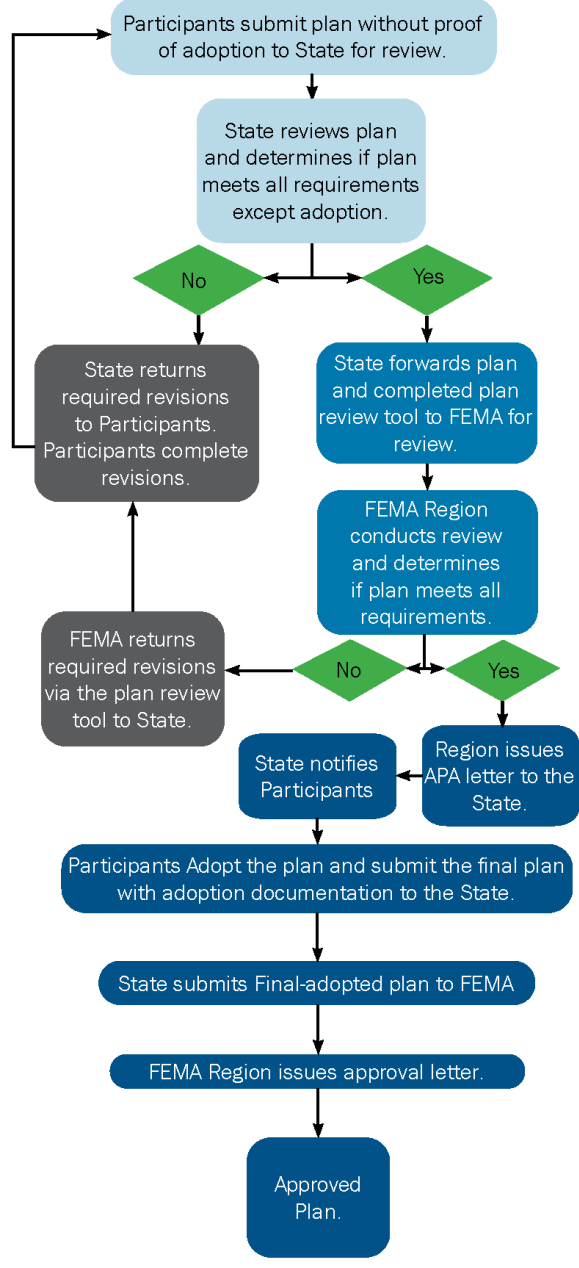 Participants submit plan without proof
of adoption to State for review.
State reviews plan
and determines if plan
meets all requirements
except adoption.
No
Yes
State returns
required revisions
to Participants.
Participants complete
revisions.
State forwards plan
and completed plan
review tool to FEMA for
review.
FEMA Region
conducts review
and determines
if plan meets all
requirements.
FEMA returns
required revisions
via the plan review
tool to State.
No
Yes
Region issues
APA letter to the
State.
State notifies
Participants
Participants Adopt the plan and submit the final plan
with adoption documentation to the State.
State submits Final-adopted plan to FEMA
FEMA Region issues approval letter.
Approved
Plan.